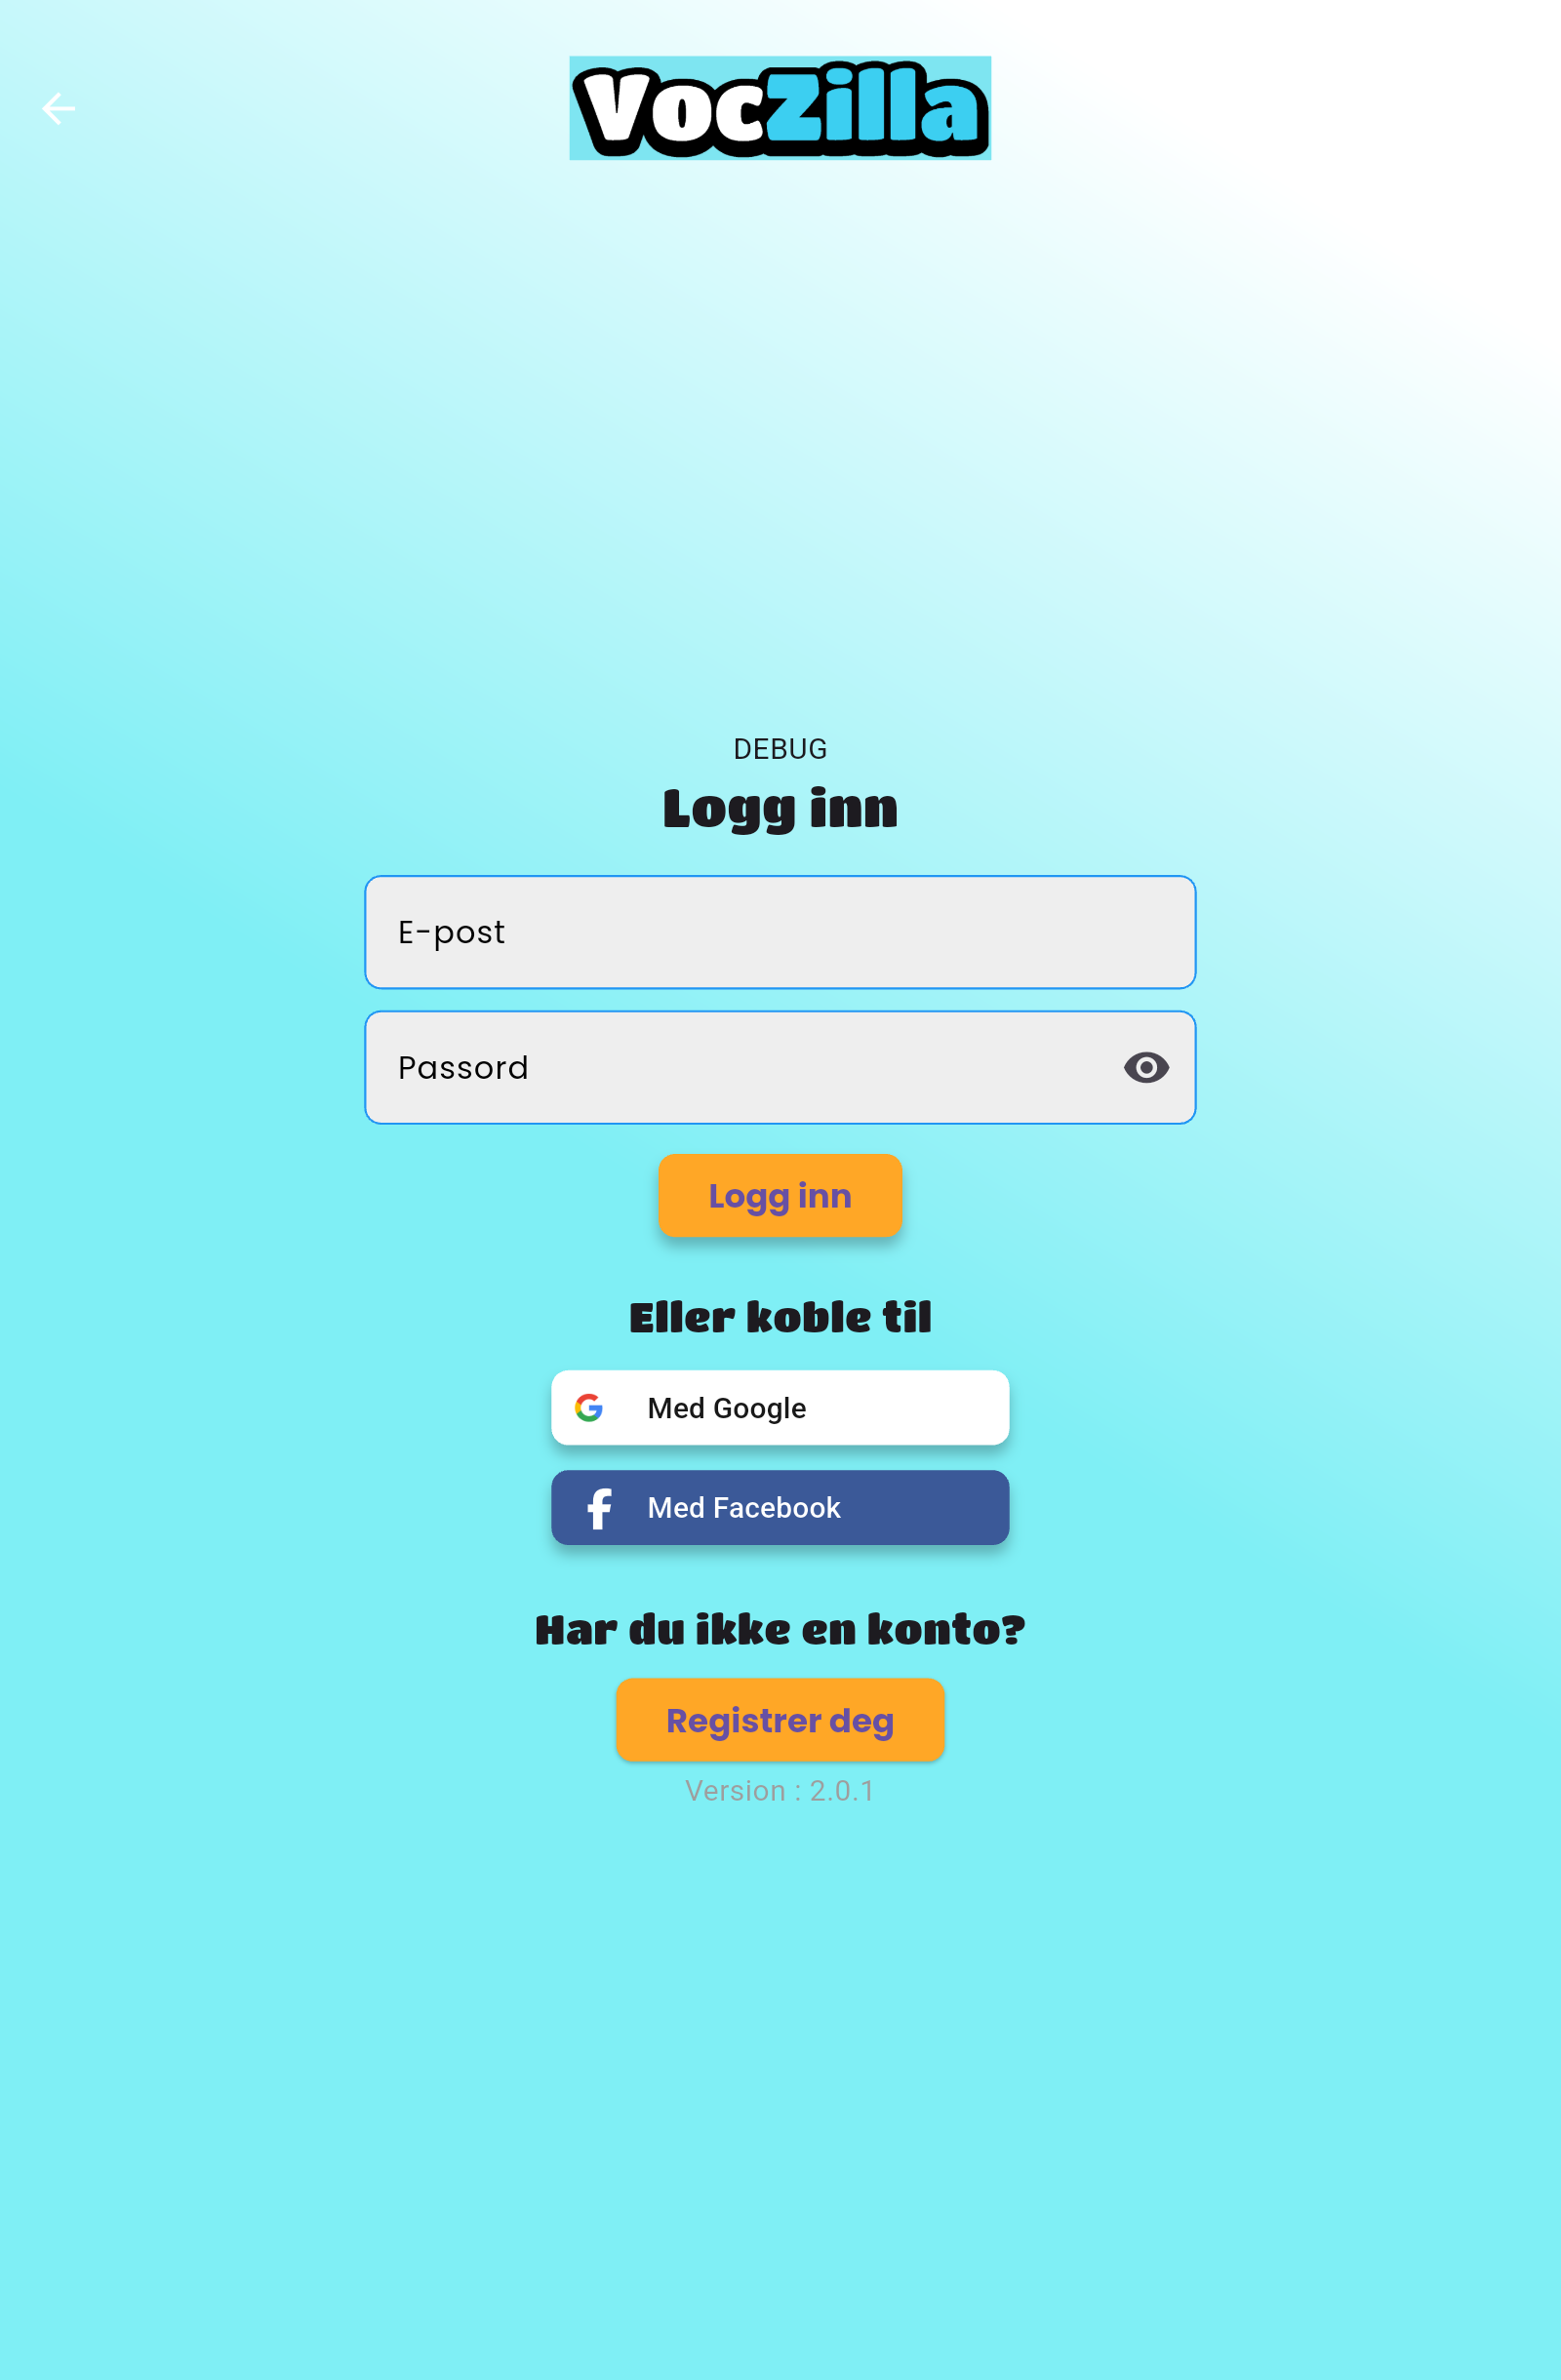 VocZilla
DEBUG
Logg inn
E-post
Passord
Logg inn
Eller koble til
Med Google
Med Facebook
Har du ikke en konto?
Registrer deg
Version : 2.0.1